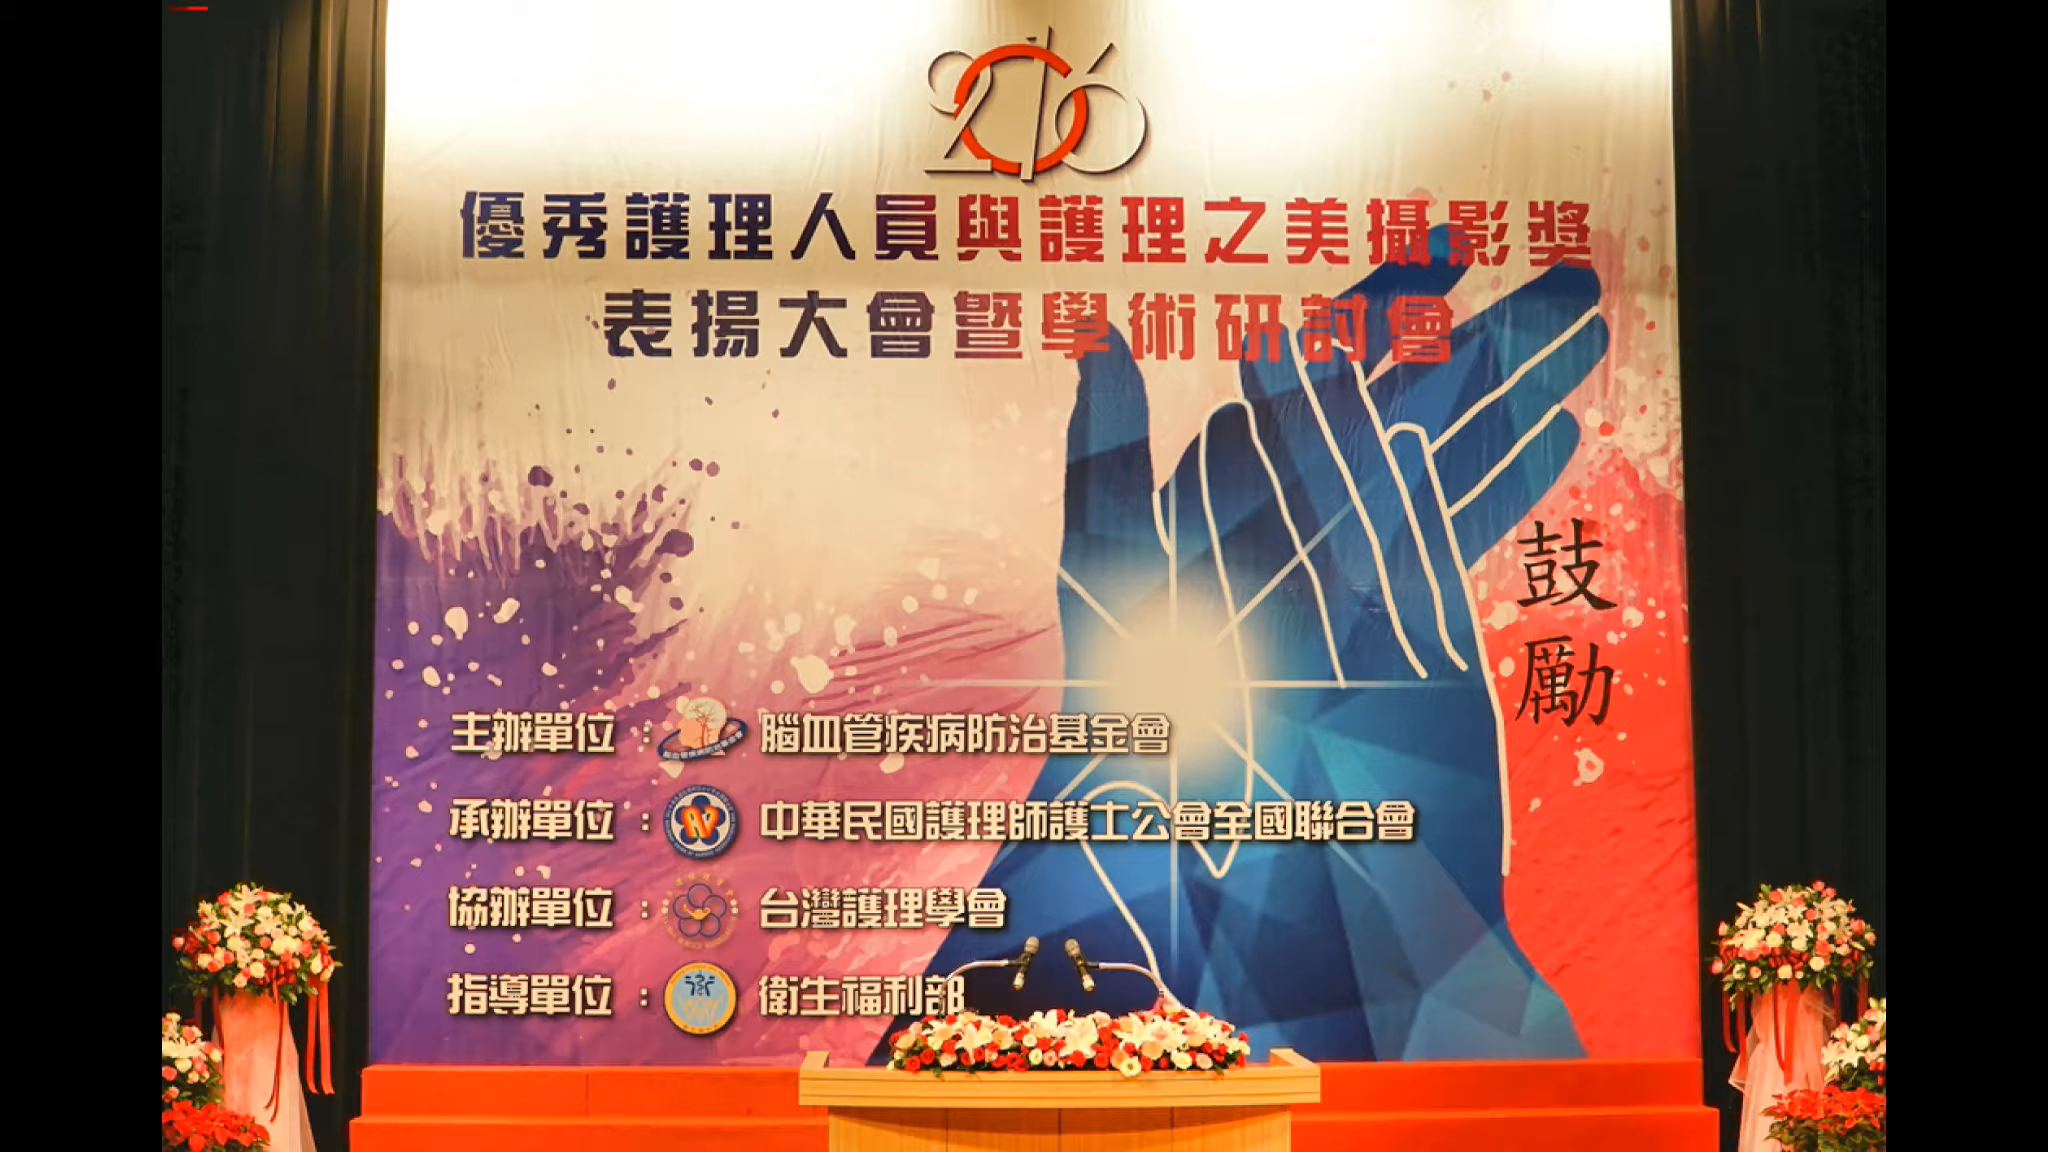 2016
優秀護理人員與護理之美攝影獎
表揚大會暨學術研討會
鼓勵
主辦單位：腦血管疾病防治基金會
承辦單位：中華民國護理師護士公會全國聯合會
協辦單位：台灣護理學會
指導單位：衛生福利部